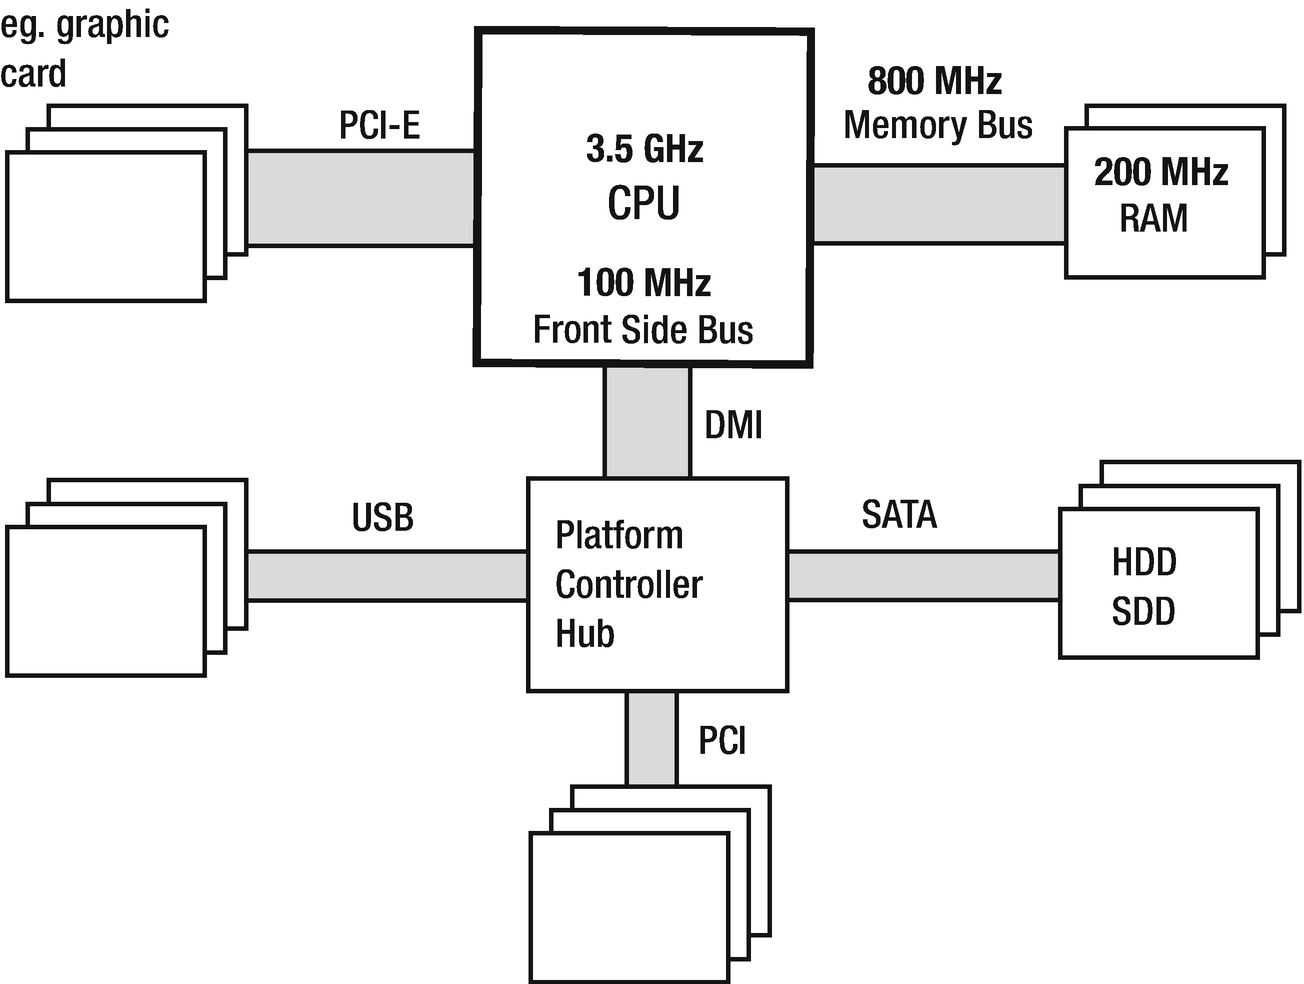 eg. graphic
card
PCI-E
3.5 GHz
CPU
100 MHz
Front Side Bus
800 MHz
Memory Bus
200 MHz
RAM
DMI
USB
Platform
Controller
Hub
SATA
HDD
SDD
PCI